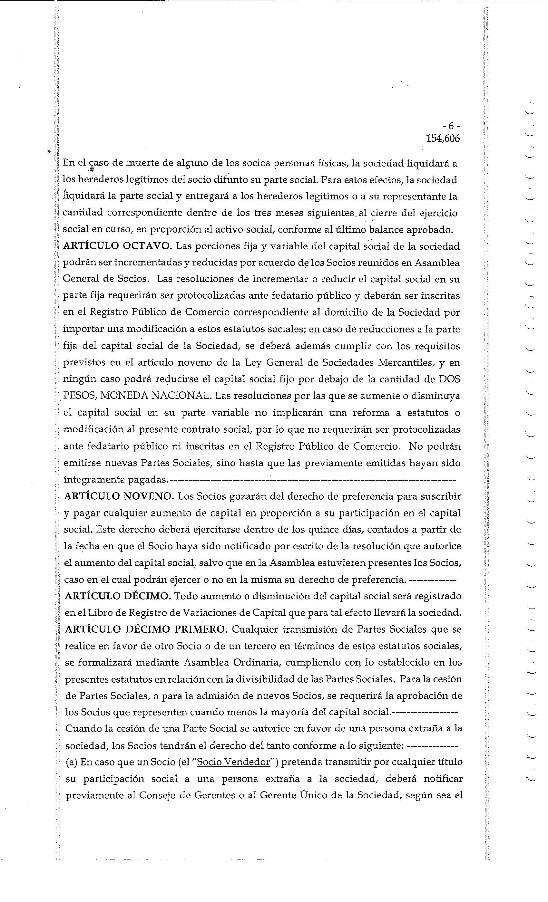 - 6 -
154,606
En el caso de muerte de alguno de los socios personas físicas, la sociedad liquidará a
los herederos legítimos del socio difunto su parte social. Para estos efectos, la sociedad
liquidará la parte social y entregará a los herederos legítimos o a su representante la
cantidad correspondiente dentro de los tres meses siguientes al cierre del ejercicio
social en curso, en proporción al activo social, conforme al último balance aprobado.
ARTÍCULO OCTAVO. Las porciones fija y variable del capital social de la sociedad
podrán ser incrementadas y reducidas por acuerdo de los Socios reunidos en Asamblea
General de Socios. Las resoluciones de incrementar o reducir el capital social en su
parte fija requerirán ser protocolizadas ante fedatario público y deberán ser inscritas
en el Registro Público de Comercio correspondiente al domicilio de la Sociedad por
importar una modificación a estos estatutos sociales; en caso de reducciones a la parte
fija del capital social de la Sociedad, se deberá además cumplir con los requisitos
previstos en el artículo noveno de la Ley General de Sociedades Mercantiles, y en
ningún caso podrá reducirse el capital social fijo por debajo de la cantidad de DOS
PESOS, MONEDA NACIONAL. Las resoluciones por las que se aumente o disminuya
el capital social en su parte variable no implicarán una reforma a estatutos o
modificación al presente contrato social, por lo que no requerirán ser protocolizadas
ante fedatario público ni inscritas en el Registro Público de Comercio. No podrán
emitirse nuevas Partes Sociales, sino hasta que las previamente emitidas hayan sido
íntegramente pagadas.----------------------------------------------------------------------
ARTÍCULO NOVENO. Los Socios gozarán del derecho de preferencia para suscribir
y pagar cualquier aumento de capital en proporción a su participación en el capital
social. Este derecho deberá ejercitarse dentro de los quince días, contados a partir de
la fecha en que el Socio haya sido notificado por escrito de la resolución que autorice
el aumento del capital social, salvo que en la Asamblea estuvieren presentes los Socios,
caso en el cual podrán ejercer o no en la misma su derecho de preferencia. ------------
ARTÍCULO DÉCIMO. Todo aumento o disminución del capital social será registrado
en el Libro de Registro de Variaciones de Capital que para tal efecto llevará la sociedad.
ARTÍCULO DÉCIMO PRIMERO. Cualquier transmisión de Partes Sociales que se
realice en favor de otro Socio o de un tercero en términos de estos estatutos sociales,
se formalizará mediante Asamblea Ordinaria, cumpliendo con lo establecido en los
presentes estatutos en relación con la divisibilidad de las Partes Sociales. Para la cesión
de Partes Sociales, o para la admisión de nuevos Socios, se requerirá la aprobación de
los Socios que representen cuando menos la mayoría del capital social.-----------------
Cuando la cesión de una Parte Social se autorice en favor de una persona extraña a la
sociedad, los Socios tendrán el derecho del tanto conforme a lo siguiente: -------------
(a) En caso que un Socio (el "Socio Vendedor") pretenda transmitir por cualquier título
su participación social a una persona extraña a la sociedad, deberá notificar
previamente al Consejo de Gerentes o al Gerente Único de la Sociedad, según sea el